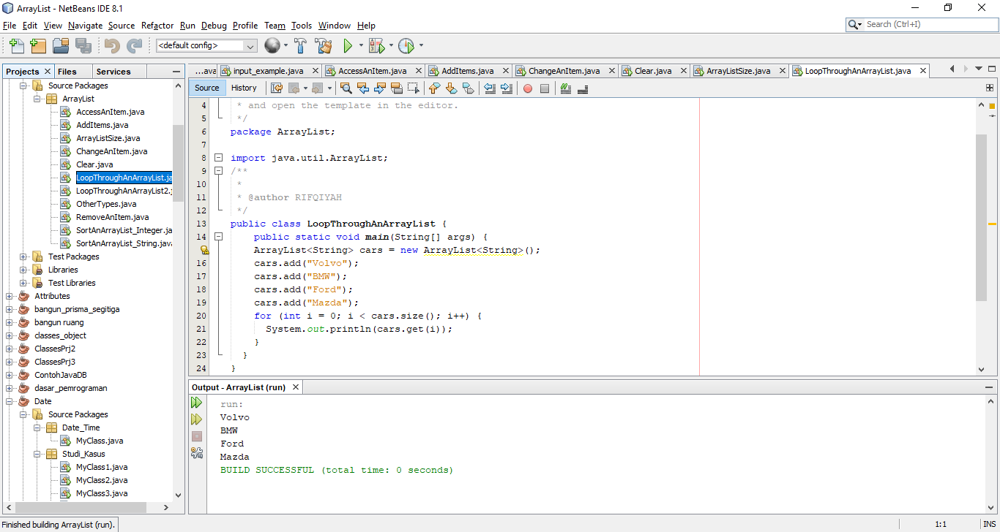 ArrayList - NetBeans IDE 8.1
File Edit View Navigate Source Refactor Run Debug Profile Team Tools Window Help
Search (Ctrl+I)
<default config>
Projects Files Services
Source Packages
ArrayList
AccessAnItem.java
AddItems.java
ArrayListSize.java
ChangeAnItem.java
Clear.java
LoopThroughAnArrayList.ja
LoopThroughAnArrayList2.j
OtherTypes.java
RemoveAnItem.java
SortAnArrayList_Integer.ja
SortAnArrayList_String.java
Test Packages
Libraries
Test Libraries
Attributes
bangun_prisma_segitiga
bangun ruang
classes_object
ClassesPrj2
ClassesPrj3
ContohJavaDB
dasar_pemrograman
Date
Source Packages
Date_Time
MyClass.java
Studi_Kasus
MyClass1.java
MyClass2.java
MyClass3.java
...ava input_example.java AccessAnItem.java AddItems.java ChangeAnItem.java Clear.java ArrayListSize.java LoopThroughAnArrayList.java
Source History
4 * and open the template in the editor.
5 */
6 package ArrayList;
7
8 import java.util.ArrayList;
9 /**
10 *
11 * @author RIFQIYAH
12 */
13 public class LoopThroughAnArrayList {
14 public static void main(String[] args) {
ArrayList<String> cars = new ArrayList<String>();
16 cars.add("Volvo");
17 cars.add("BMW");
18 cars.add("Ford");
19 cars.add("Mazda");
20 for (int i = 0; i < cars.size(); i++) {
21 System.out.println(cars.get(i));
22 }
23 }
24 }
Output - ArrayList (run)
run:
Volvo
BMW
Ford
Mazda
BUILD SUCCESSFUL (total time: 0 seconds)
Finished building ArrayList (run).
1:1 INS